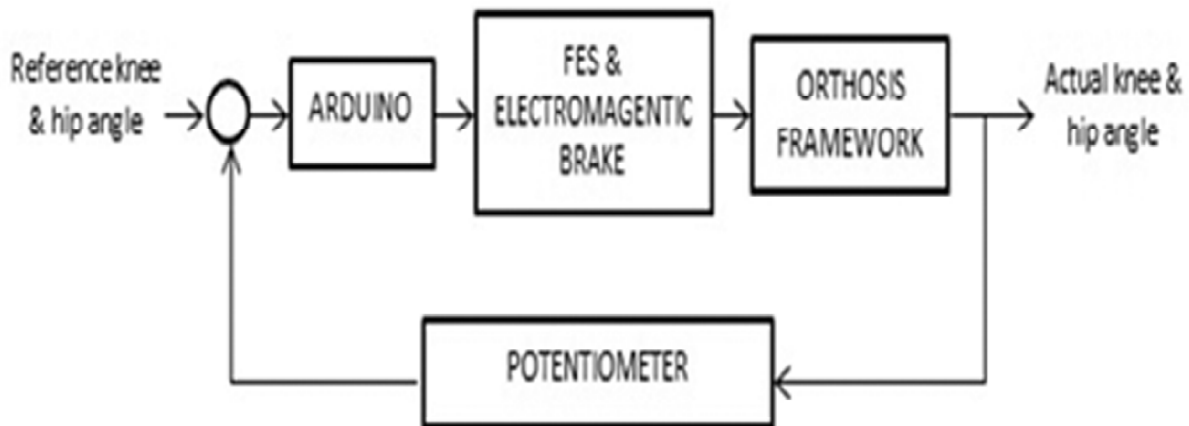 Reference knee
& hip angle
ARDUINO
FES &
ELECTROMAGENTIC
BRAKE
ORTHOSIS
FRAMEWORK
Actual knee &
hip angle
POTENTIOMETER